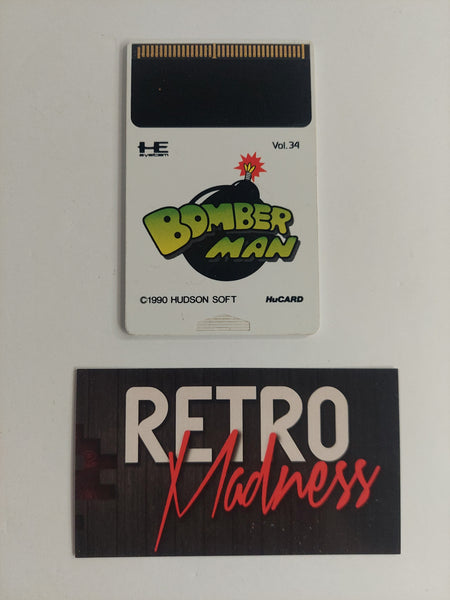 HE
system
Vol.34
BOMBER
MAN
©1990 HUDSON SOFT
HuCARD
RETRO
Madness